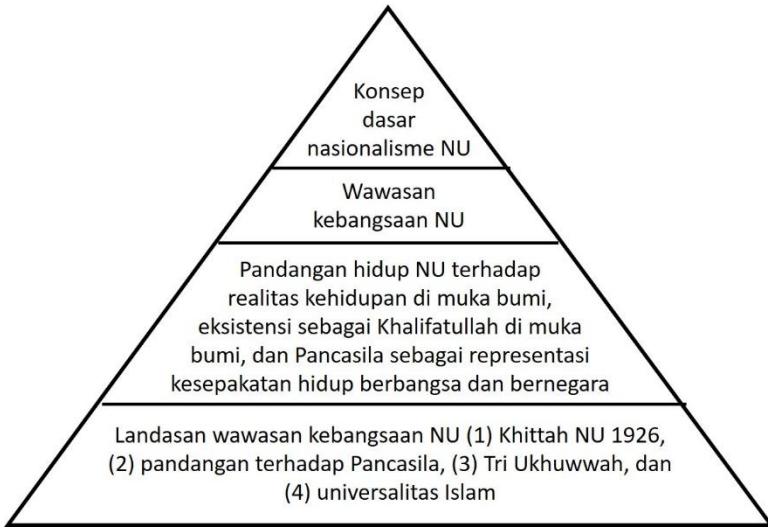 Konsep
dasar
nasionalisme NU
Wawasan
kebangsaan NU
Pandangan hidup NU terhadap
realitas kehidupan di muka bumi,
eksistensi sebagai Khalifatullah di muka
bumi, dan Pancasila sebagai representasi
kesepakatan hidup berbangsa dan bernegara
Landasan wawasan kebangsaan NU (1) Khittah NU 1926,
(2) pandangan terhadap Pancasila, (3) Tri Ukhuwwah, dan
(4) universalitas Islam